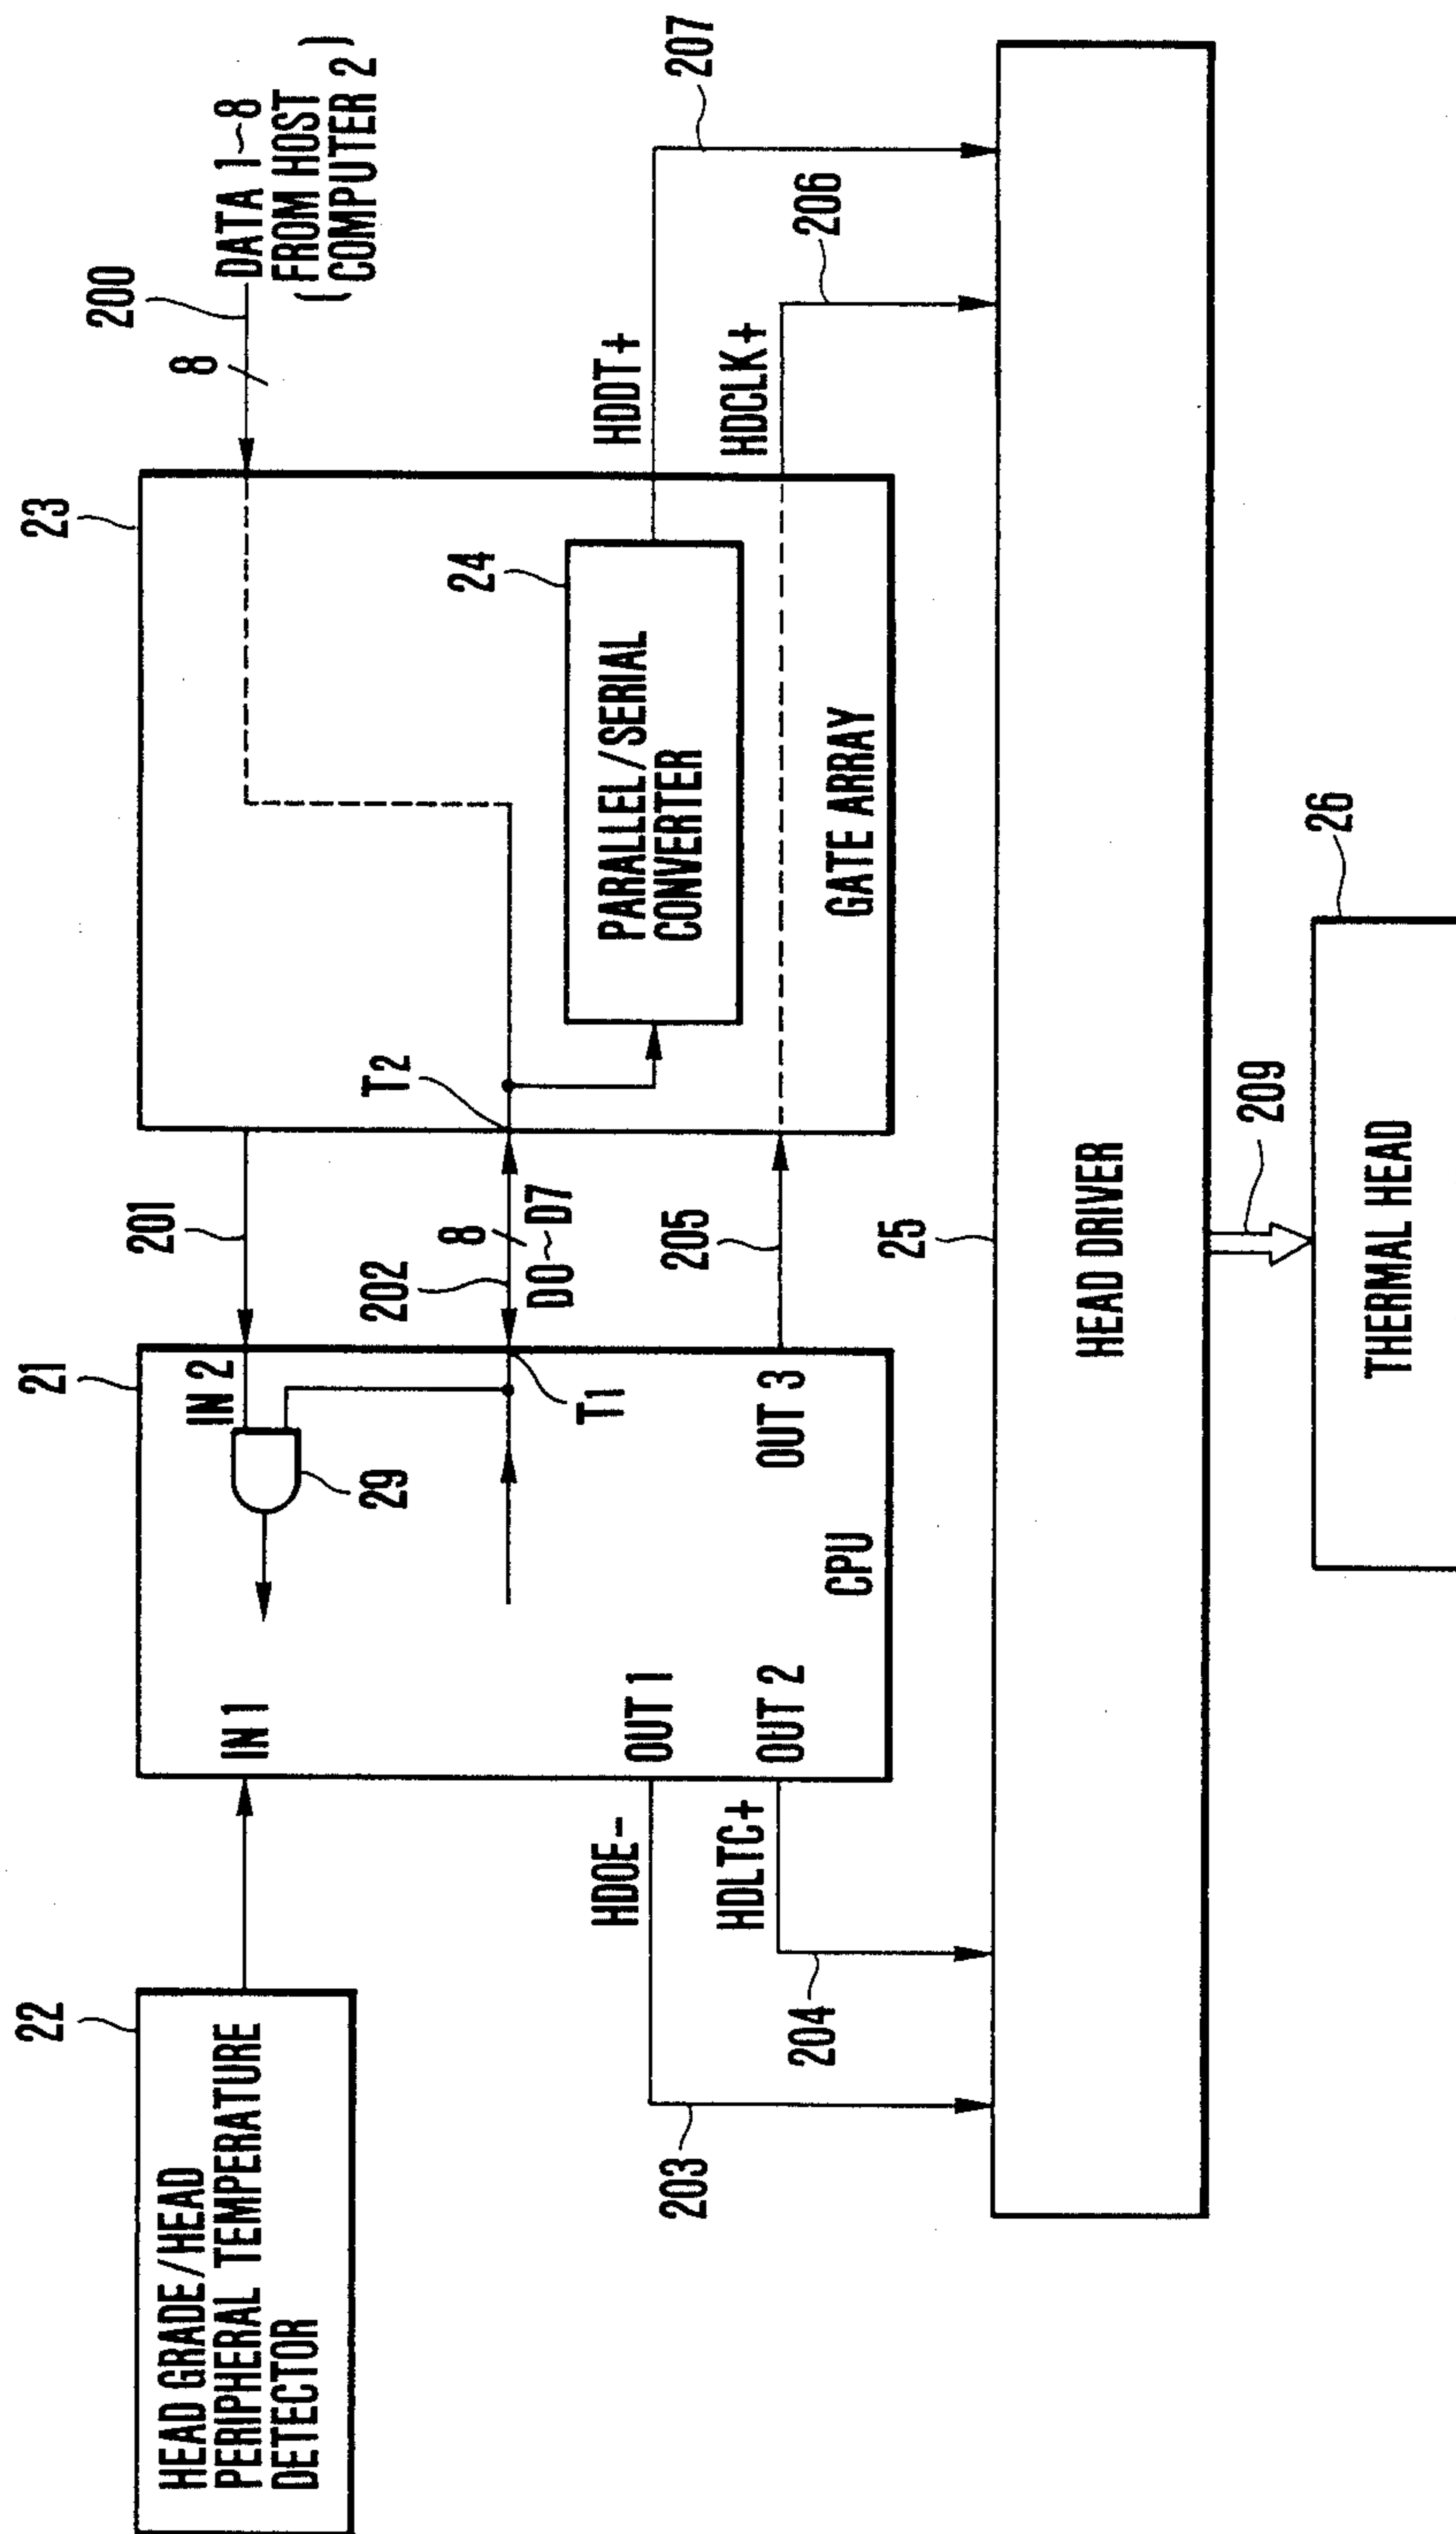 22
HEAD GRADE/HEAD
PERIPHERAL TEMPERATURE
DETECTOR
21
IN 1
IN 2
29
T1
OUT 1
OUT 2
OUT 3
CPU
201
202
8
D0~D7
205
23
T2
24
PARALLEL/SERIAL
CONVERTER
GATE ARRAY
200
8
DATA 1~8
(FROM HOST
COMPUTER 2)
HDOE-
HDLTC+
203
204
HDDT+
HDCLK+
207
206
25
HEAD DRIVER
209
26
THERMAL HEAD